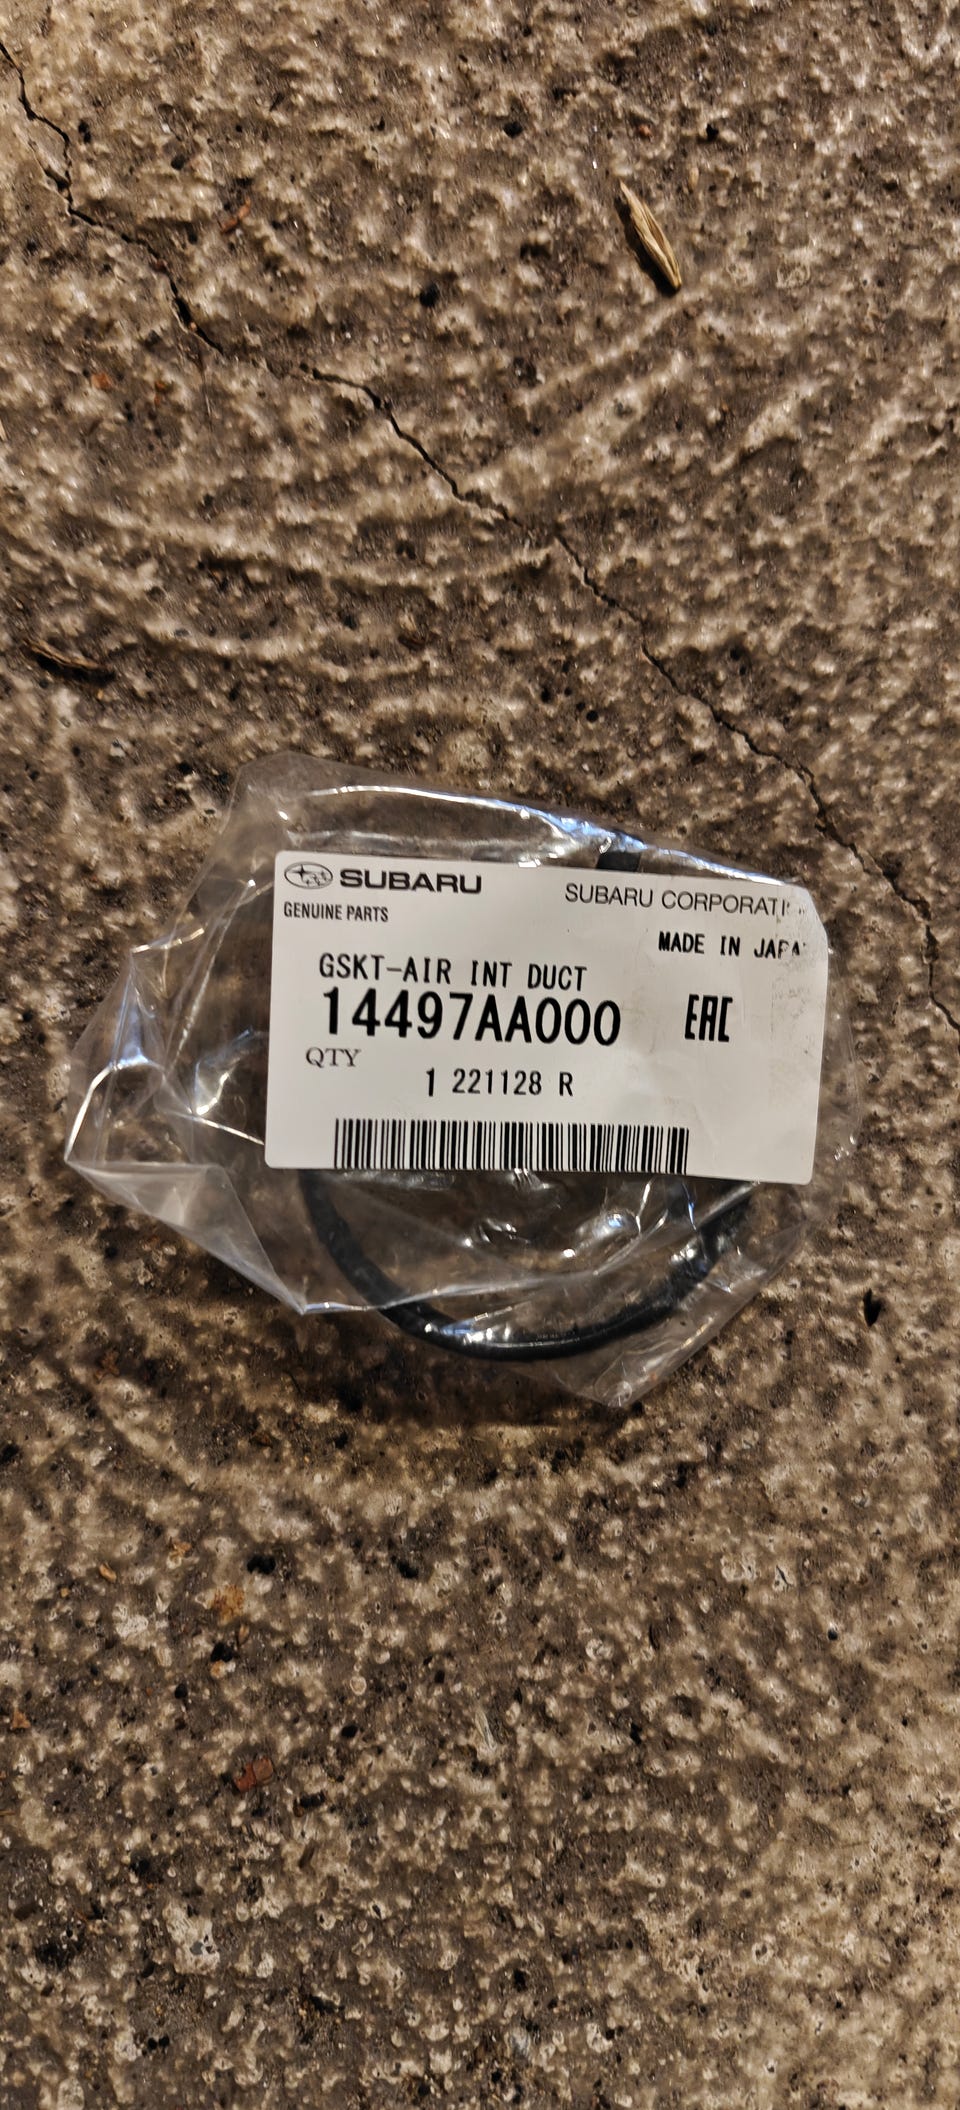 SUBARU
SUBARU CORPORATI
GENUINE PARTS
MADE IN JAPA
GSKT-AIR INT DUCT
14497AA000
EAC
QTY
1 221128 R